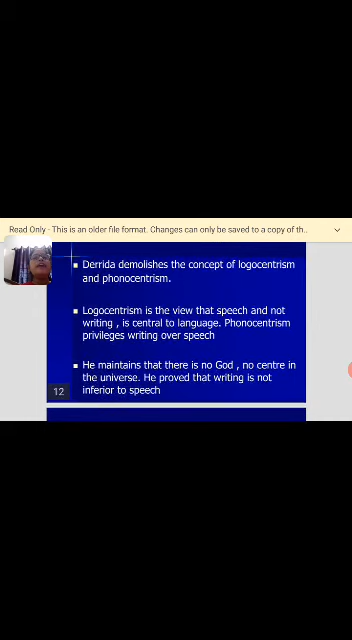 Read Only - This is an older file format. Changes can only be saved to a copy of th...
Derrida demolishes the concept of logocentrism
and phonocentrism.
Logocentrism is the view that speech and not
writing , is central to language. Phonocentrism
privileges writing over speech
He maintains that there is no God , no centre in
the universe. He proved that writing is not
inferior to speech
12